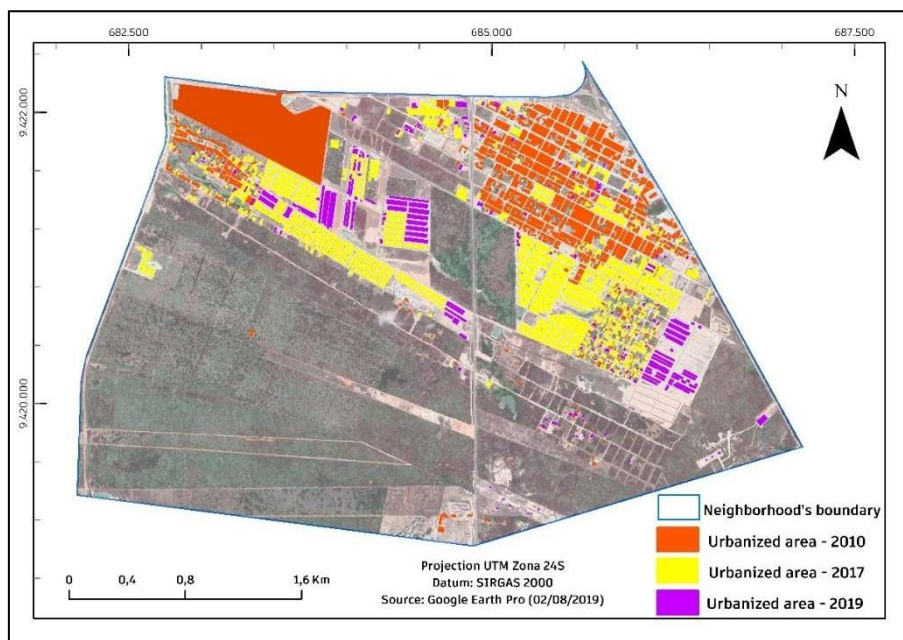 682.500 685.000 687.500
9.422.000
N
9.420.000
Neighborhood's boundary
Urbanized area - 2010
Urbanized area - 2017
Urbanized area - 2019
0 0,4 0,8 1,6 Km
Projection UTM Zona 24S
Datum: SIRGAS 2000
Source: Google Earth Pro (02/08/2019)